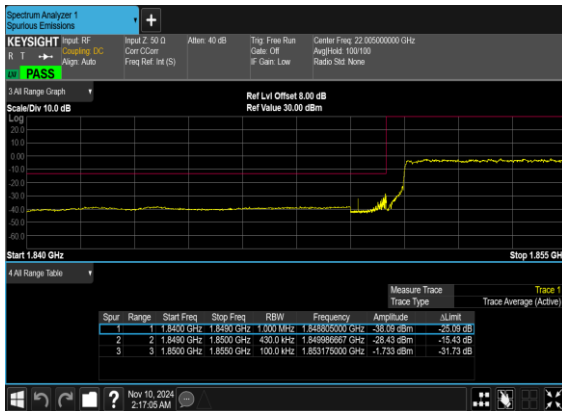 Spectrum Analyzer 1
Spurious Emissions
+
KEYSIGHT Input: RF Input Z: 50 Ω Atten: 40 dB Trig: Free Run Center Freq: 22.005000000 GHz
R T Coupling: DC Corr CCorr Gate: Off Avg|Hold: 100/100
Align: Auto Freq Ref: Int (S) IF Gain: Low Radio Std: None
LXI PASS
3 All Range Graph
Ref Lvl Offset 8.00 dB
Scale/Div 10.0 dB Ref Value 30.00 dBm
Log
20.0
10.0
0.00
-10.0
-20.0
-30.0
-40.0
-50.0
-60.0
Start 1.840 GHz Stop 1.855 GH
4 All Range Table
Measure Trace Trace 1
Trace Type Trace Average (Active)
Spur Range Start Freq Stop Freq RBW Frequency Amplitude ΔLimit
1 1 1.8400 GHz 1.8490 GHz 1.000 MHz 1.848805000 GHz -38.09 dBm -25.09 dB
2 2 1.8490 GHz 1.8500 GHz 430.0 kHz 1.849986667 GHz -28.43 dBm -15.43 dB
3 3 1.8500 GHz 1.8550 GHz 100.0 kHz 1.853175000 GHz -1.733 dBm -31.73 dB
? Nov 10, 2024
2:17:05 AM